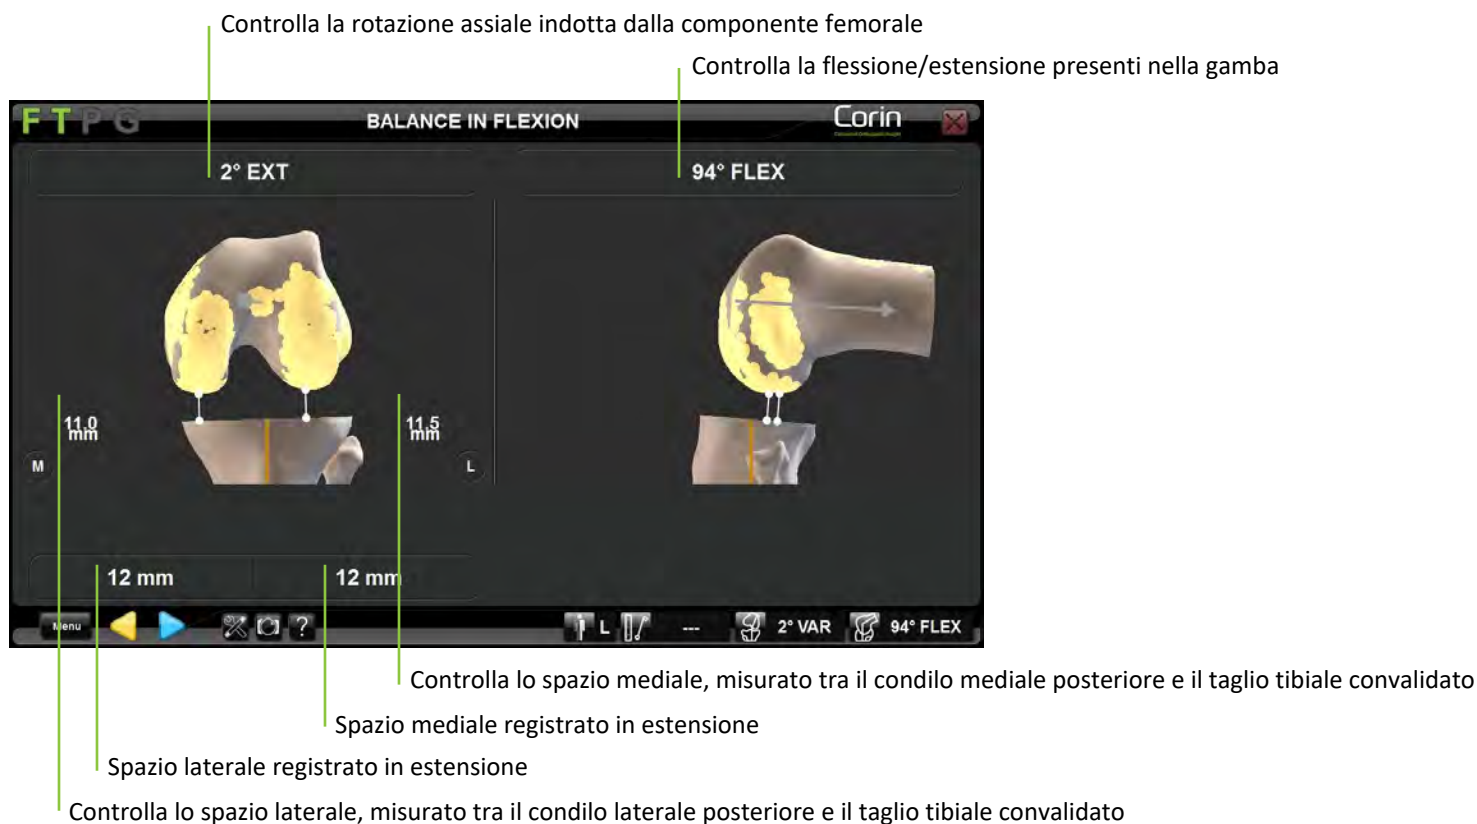 Controlla la rotazione assiale indotta dalla componente femorale
Controlla la flessione/estensione presenti nella gamba
F T P G
BALANCE IN FLEXION
Corin
2° EXT
94° FLEX
11.0
mm
11.5
mm
M
L
12 mm
12 mm
Menu
?
L
---
2° VAR
94° FLEX
Controlla lo spazio mediale, misurato tra il condilo mediale posteriore e il taglio tibiale convalidato
Spazio mediale registrato in estensione
Spazio laterale registrato in estensione
Controlla lo spazio laterale, misurato tra il condilo laterale posteriore e il taglio tibiale convalidato